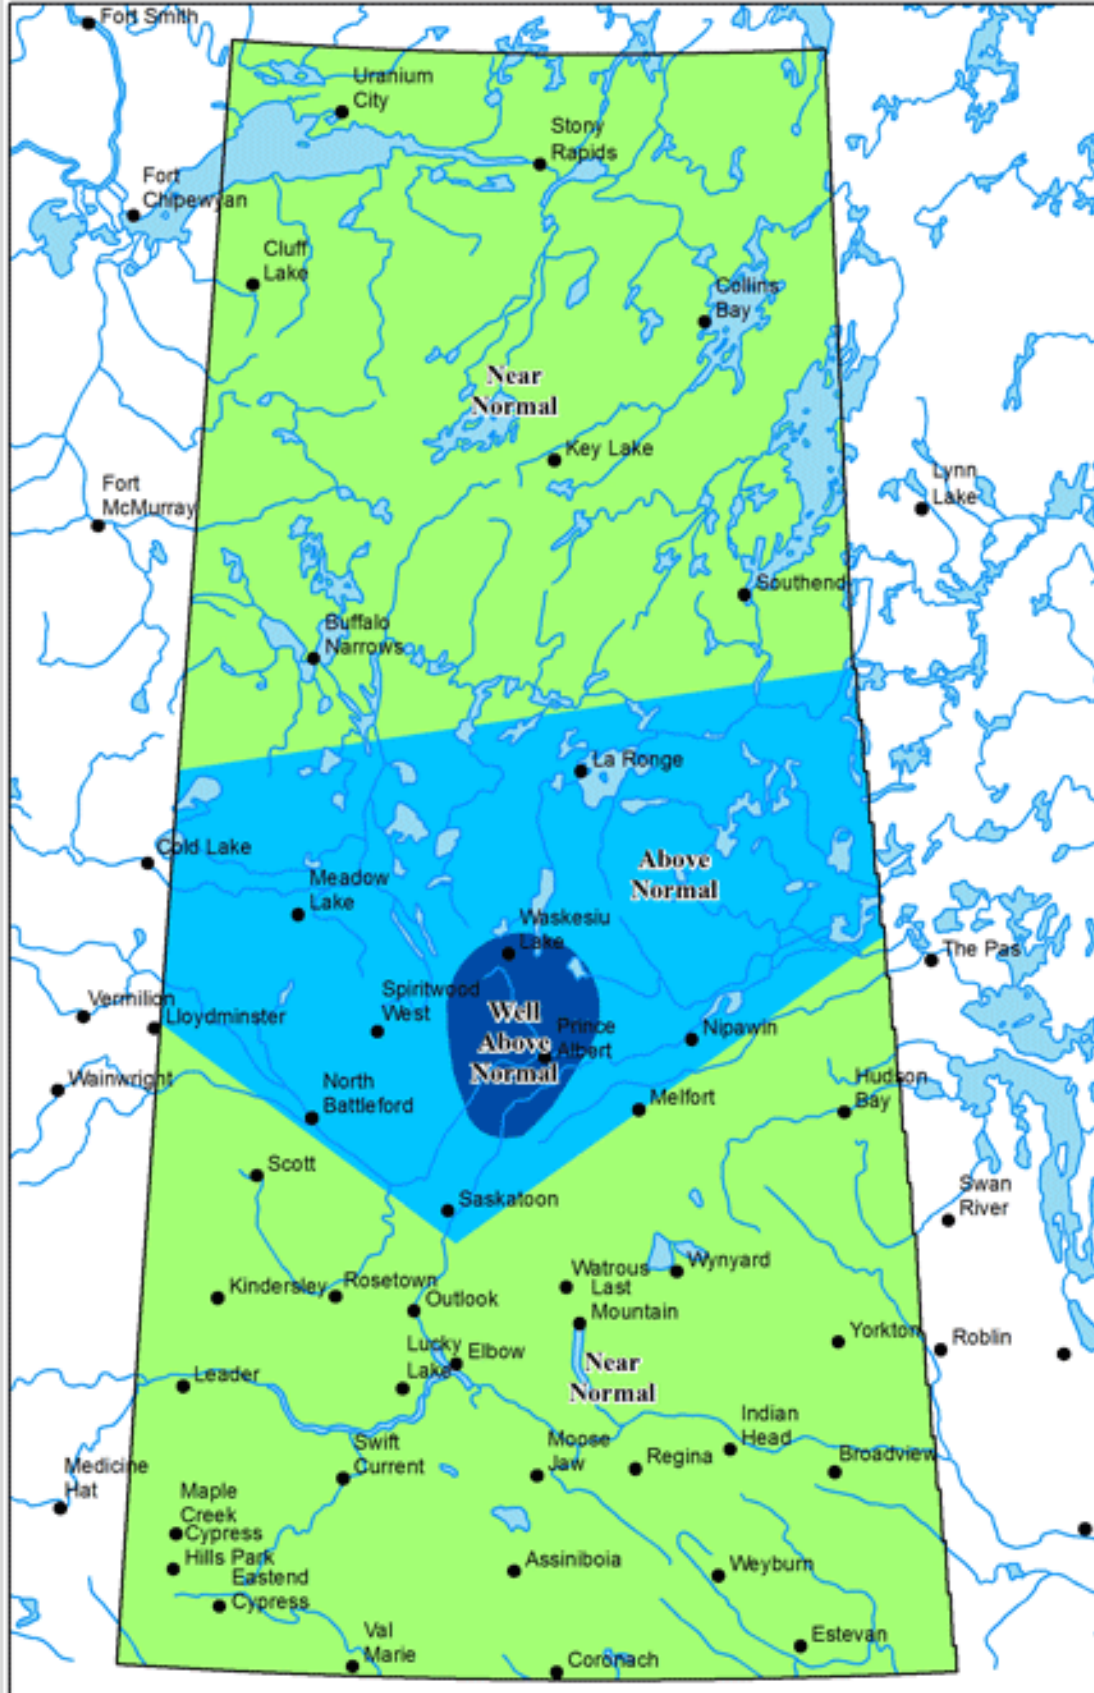 Fort Smith
Uranium
City
Stony
Rapids
Fort
Chipewyan
Cluff
Lake
Collins
Bay
Near
Normal
Key Lake
Lynn
Lake
Fort
McMurray
Southend
Buffalo
Narrows
La Ronge
Cold Lake
Above
Normal
Meadow
Lake
Waskesiu
Lake
The Pas
Vermilion
Lloydminster
Spiritwood
West
Well
Above
Normal
Prince
Albert
Nipawin
Wainwright
North
Battleford
Melfort
Hudson
Bay
Scott
Saskatoon
Swan
River
Kindersley
Rosetown
Outlook
Watrous
Last
Mountain
Wynyard
Lucky
Lake
Elbow
Near
Normal
Yorkton
Roblin
Leader
Indian
Head
Swift
Current
Moose
Jaw
Regina
Broadview
Medicine
Hat
Maple
Creek
Cypress
Hills Park
Eastend
Cypress
Assiniboia
Weyburn
Val
Marie
Coronach
Estevan